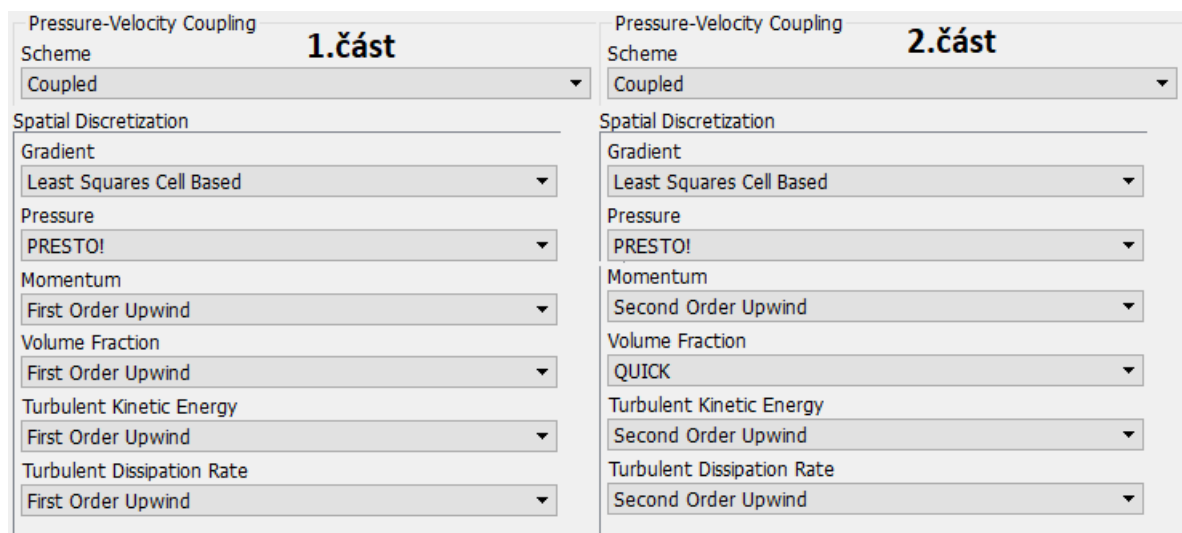 Pressure-Velocity Coupling
1.část
Scheme
Coupled
Spatial Discretization
Gradient
Least Squares Cell Based
Pressure
PRESTO!
Momentum
First Order Upwind
Volume Fraction
First Order Upwind
Turbulent Kinetic Energy
First Order Upwind
Turbulent Dissipation Rate
First Order Upwind
Pressure-Velocity Coupling
2.část
Scheme
Coupled
Spatial Discretization
Gradient
Least Squares Cell Based
Pressure
PRESTO!
Momentum
Second Order Upwind
Volume Fraction
QUICK
Turbulent Kinetic Energy
Second Order Upwind
Turbulent Dissipation Rate
Second Order Upwind